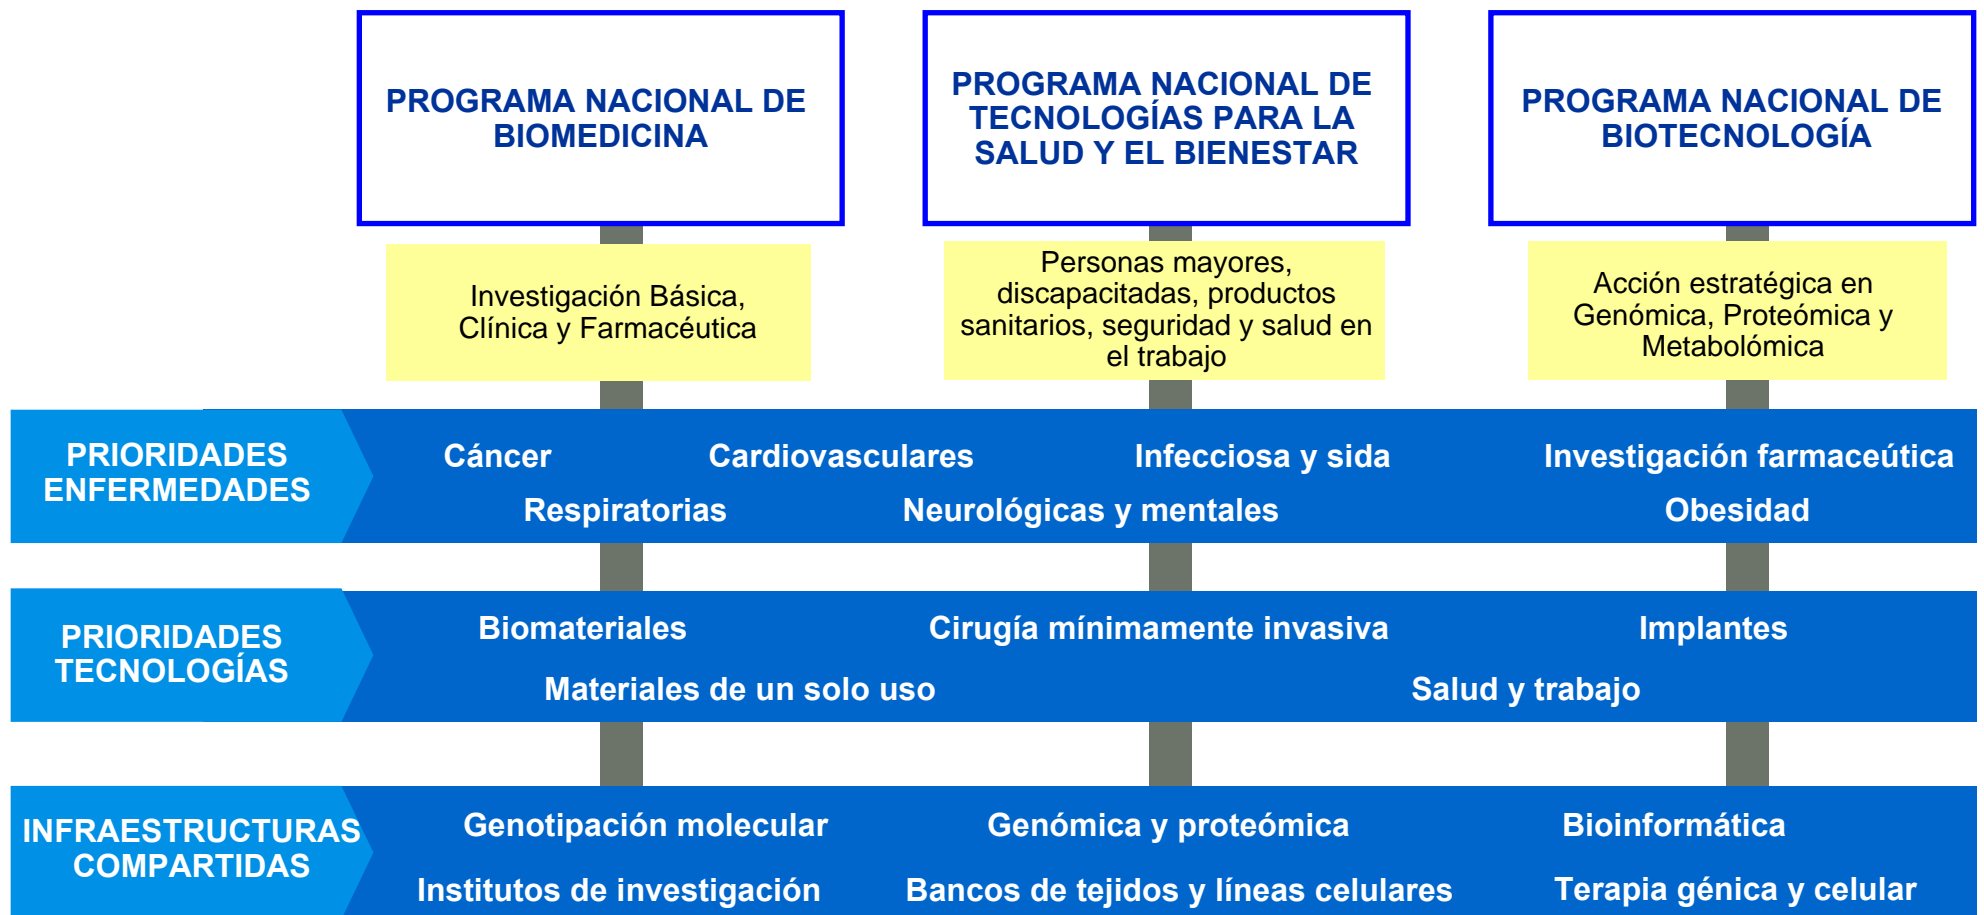 PROGRAMA NACIONAL DE
BIOMEDICINA
PROGRAMA NACIONAL DE
TECNOLOGÍAS PARA LA
SALUD Y EL BIENESTAR
PROGRAMA NACIONAL DE
BIOTECNOLOGÍA
Investigación Básica,
Clínica y Farmacéutica
Personas mayores,
discapacitadas, productos
sanitarios, seguridad y salud en
el trabajo
Acción estratégica en
Genómica, Proteómica y
Metabolómica
PRIORIDADES
ENFERMEDADES
Cáncer Cardiovasculares Infecciosa y sida Investigación farmaceútica
Respiratorias Neurológicas y mentales Obesidad
PRIORIDADES
TECNOLOGÍAS
Biomateriales Cirugía mínimamente invasiva Implantes
Materiales de un solo uso Salud y trabajo
INFRAESTRUCTURAS
COMPARTIDAS
Genotipación molecular Genómica y proteómica Bioinformática
Institutos de investigación Bancos de tejidos y líneas celulares Terapia génica y celular